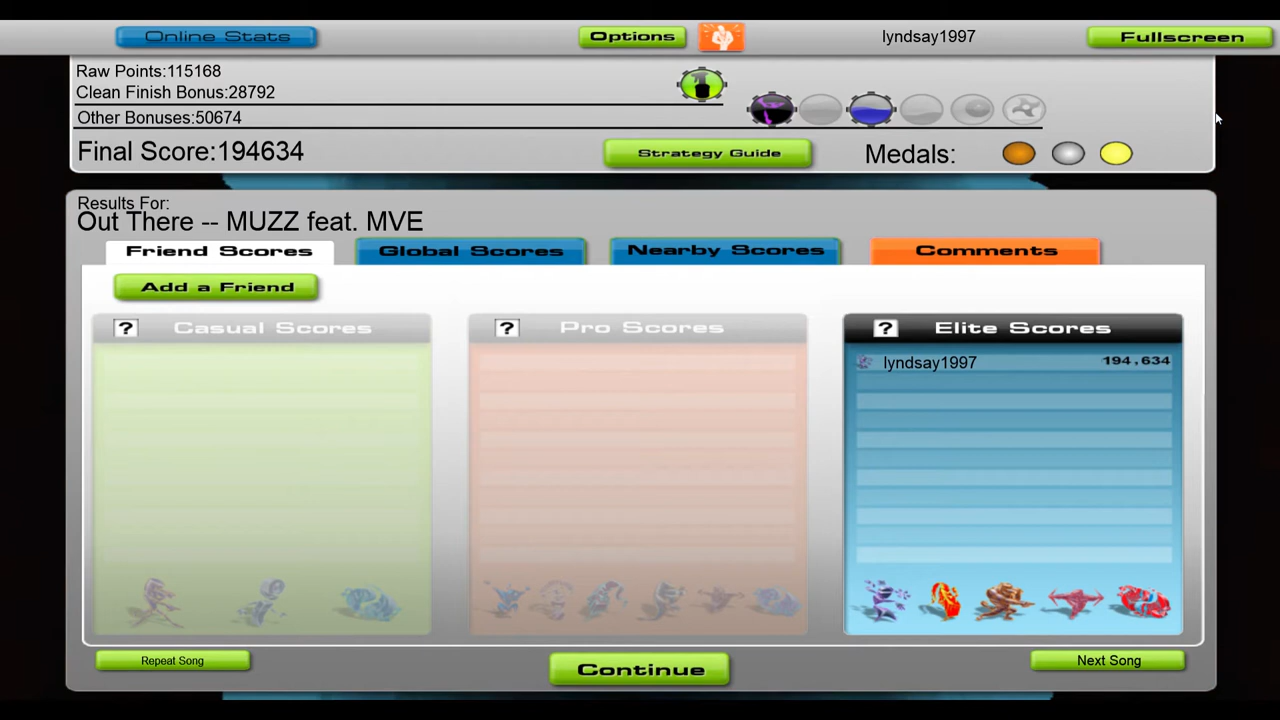 Online Stats
Options
lyndsay1997
Fullscreen
Raw Points:115168
Clean Finish Bonus:28792
Other Bonuses:50674
Final Score:194634
Strategy Guide
Medals:
Results For:
Out There -- MUZZ feat. MVE
Friend Scores
Global Scores
Nearby Scores
Comments
Add a Friend
? Casual Scores
? Pro Scores
? Elite Scores
lyndsay1997 194,634
Repeat Song
Continue
Next Song